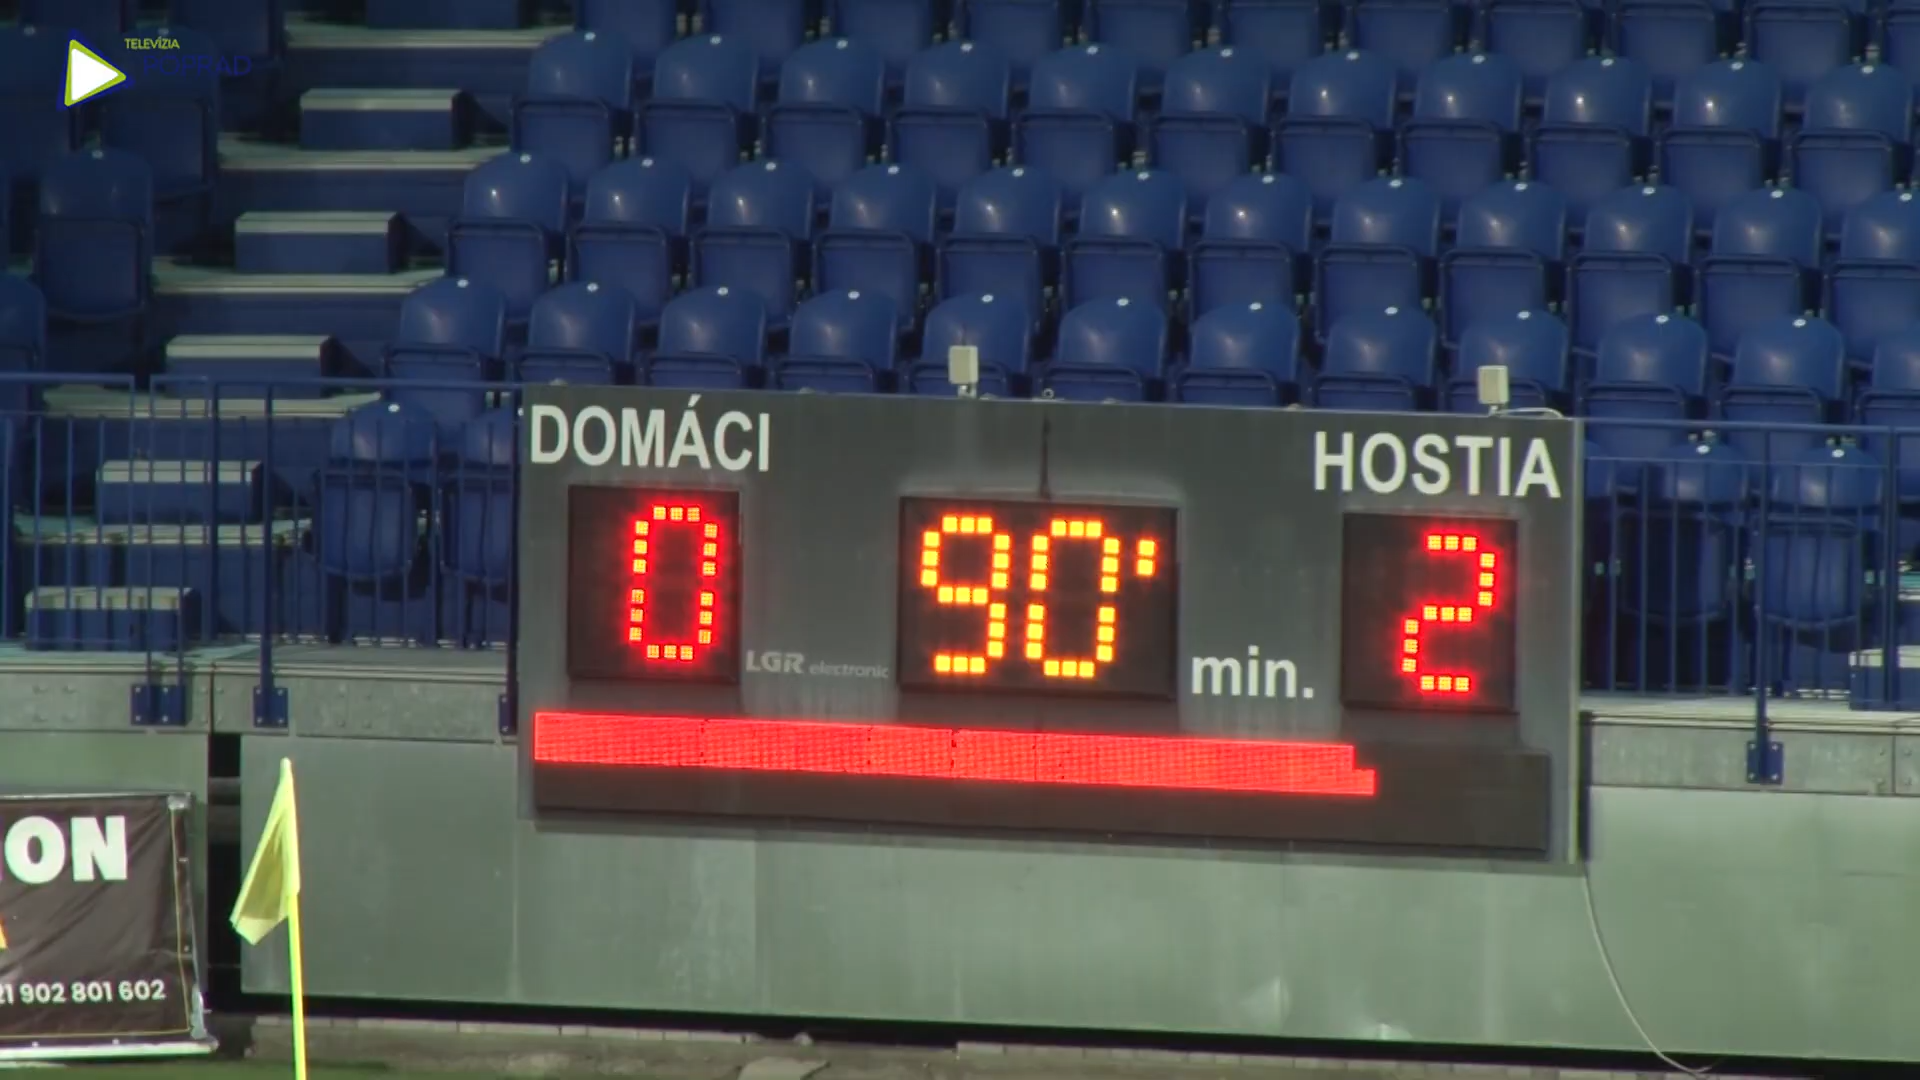 TELEVÍZIA
POPRAD
DOMÁCI
HOSTIA
0
90'
2
LGR electronic
min.
ON
21 902 801 602